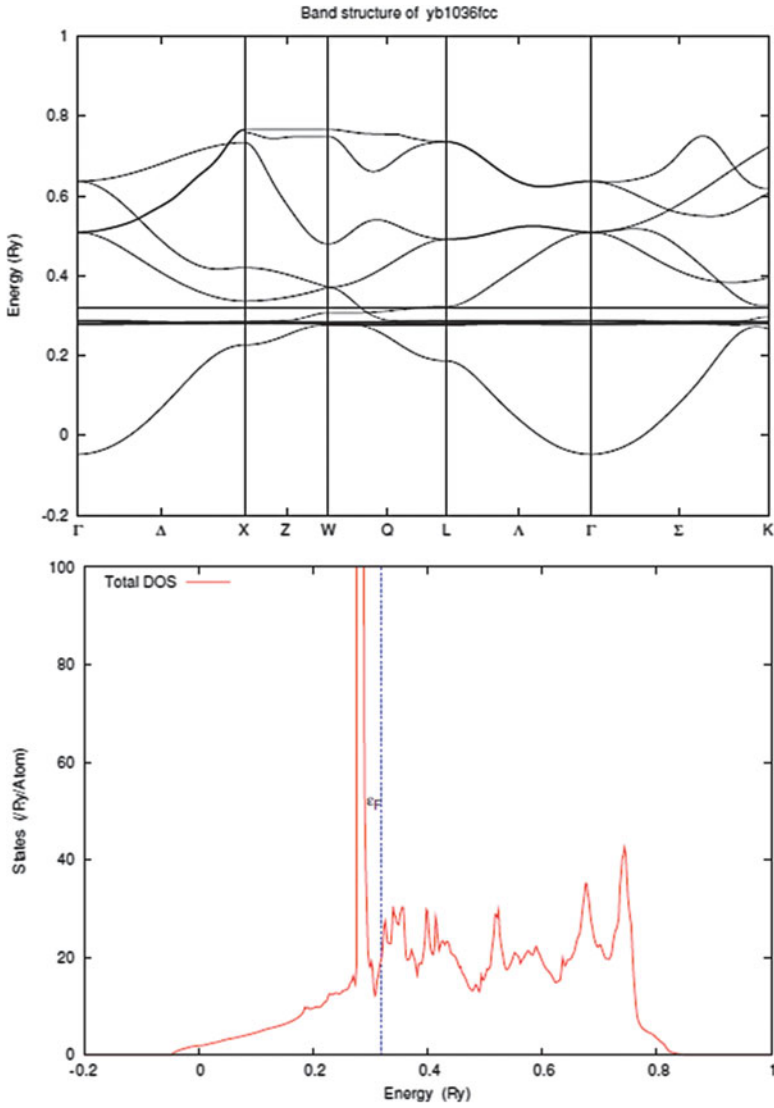 Band structure of yb1036fcc
1
0.8
0.6
0.4
0.2
0
-0.2
Energy (Ry)
Γ Δ X Z W Q L Λ Γ Σ K
100
80
60
40
20
0
States (/Ry/Atom)
Total DOS
εF
-0.2 0 0.2 0.4 0.6 0.8 1
Energy (Ry)